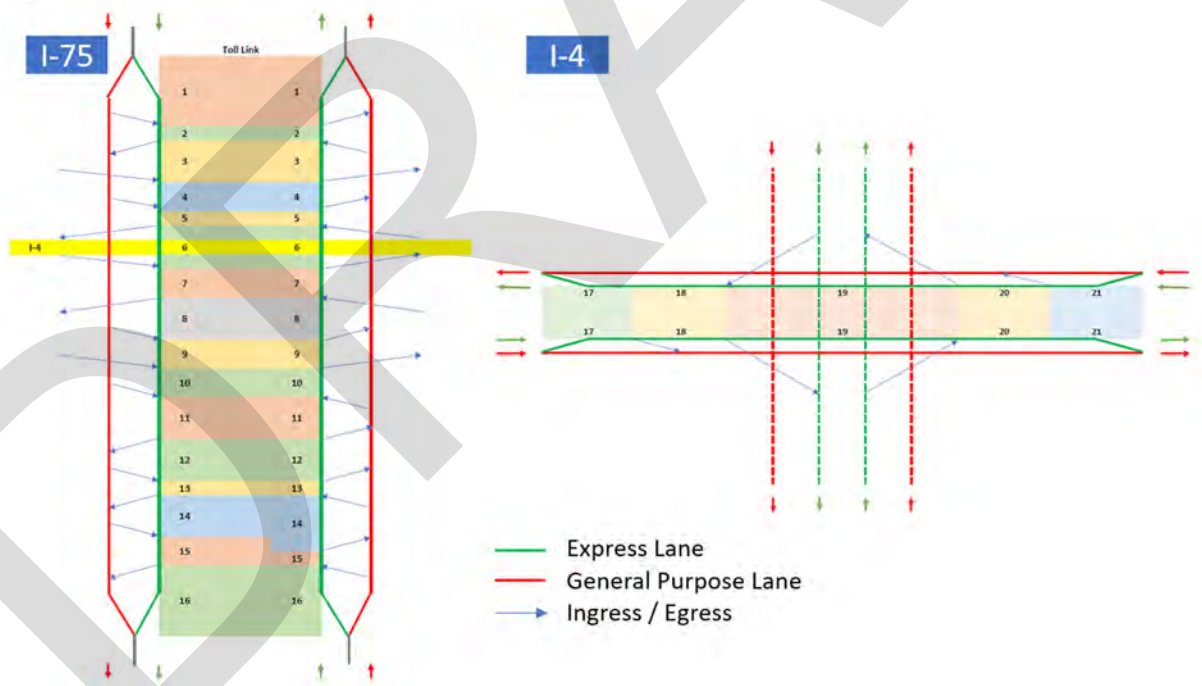 I-75
Toll Link
1 1
2 2
3 3
4 4
5 5
I-4 6 6
7 7
8 8
9 9
10 10
11 11
12 12
13 13
14 14
15 15
16 16
I-4
17 18 19 20 21
17 18 19 20 21
Express Lane
General Purpose Lane
Ingress / Egress
DRA